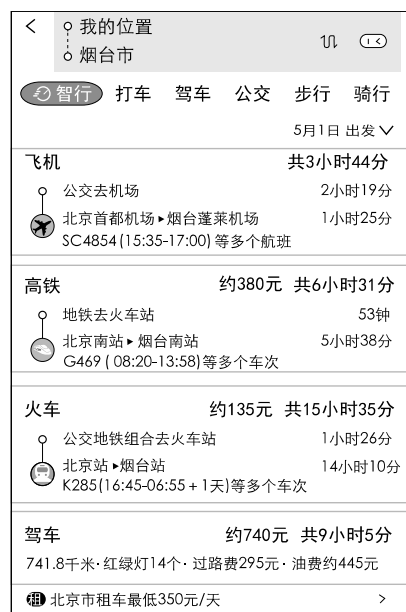 我的位置
烟台市
智行 打车 驾车 公交 步行 骑行
5月1日 出发
飞机 共3小时44分
公交去机场 2小时19分
北京首都机场▸烟台蓬莱机场 1小时25分
SC4854(15:35-17:00)等多个航班
高铁 约380元 共6小时31分
地铁去火车站 53钟
北京南站▸烟台南站 5小时38分
G469 ( 08:20-13:58)等多个车次
火车 约135元 共15小时35分
公交地铁组合去火车站 1小时26分
北京站▸烟台站 14小时10分
K285(16:45-06:55+1天)等多个车次
驾车 约740元 共9小时5分
741.8千米·红绿灯14个·过路费295元·油费约445元
租 北京市租车最低350元/天